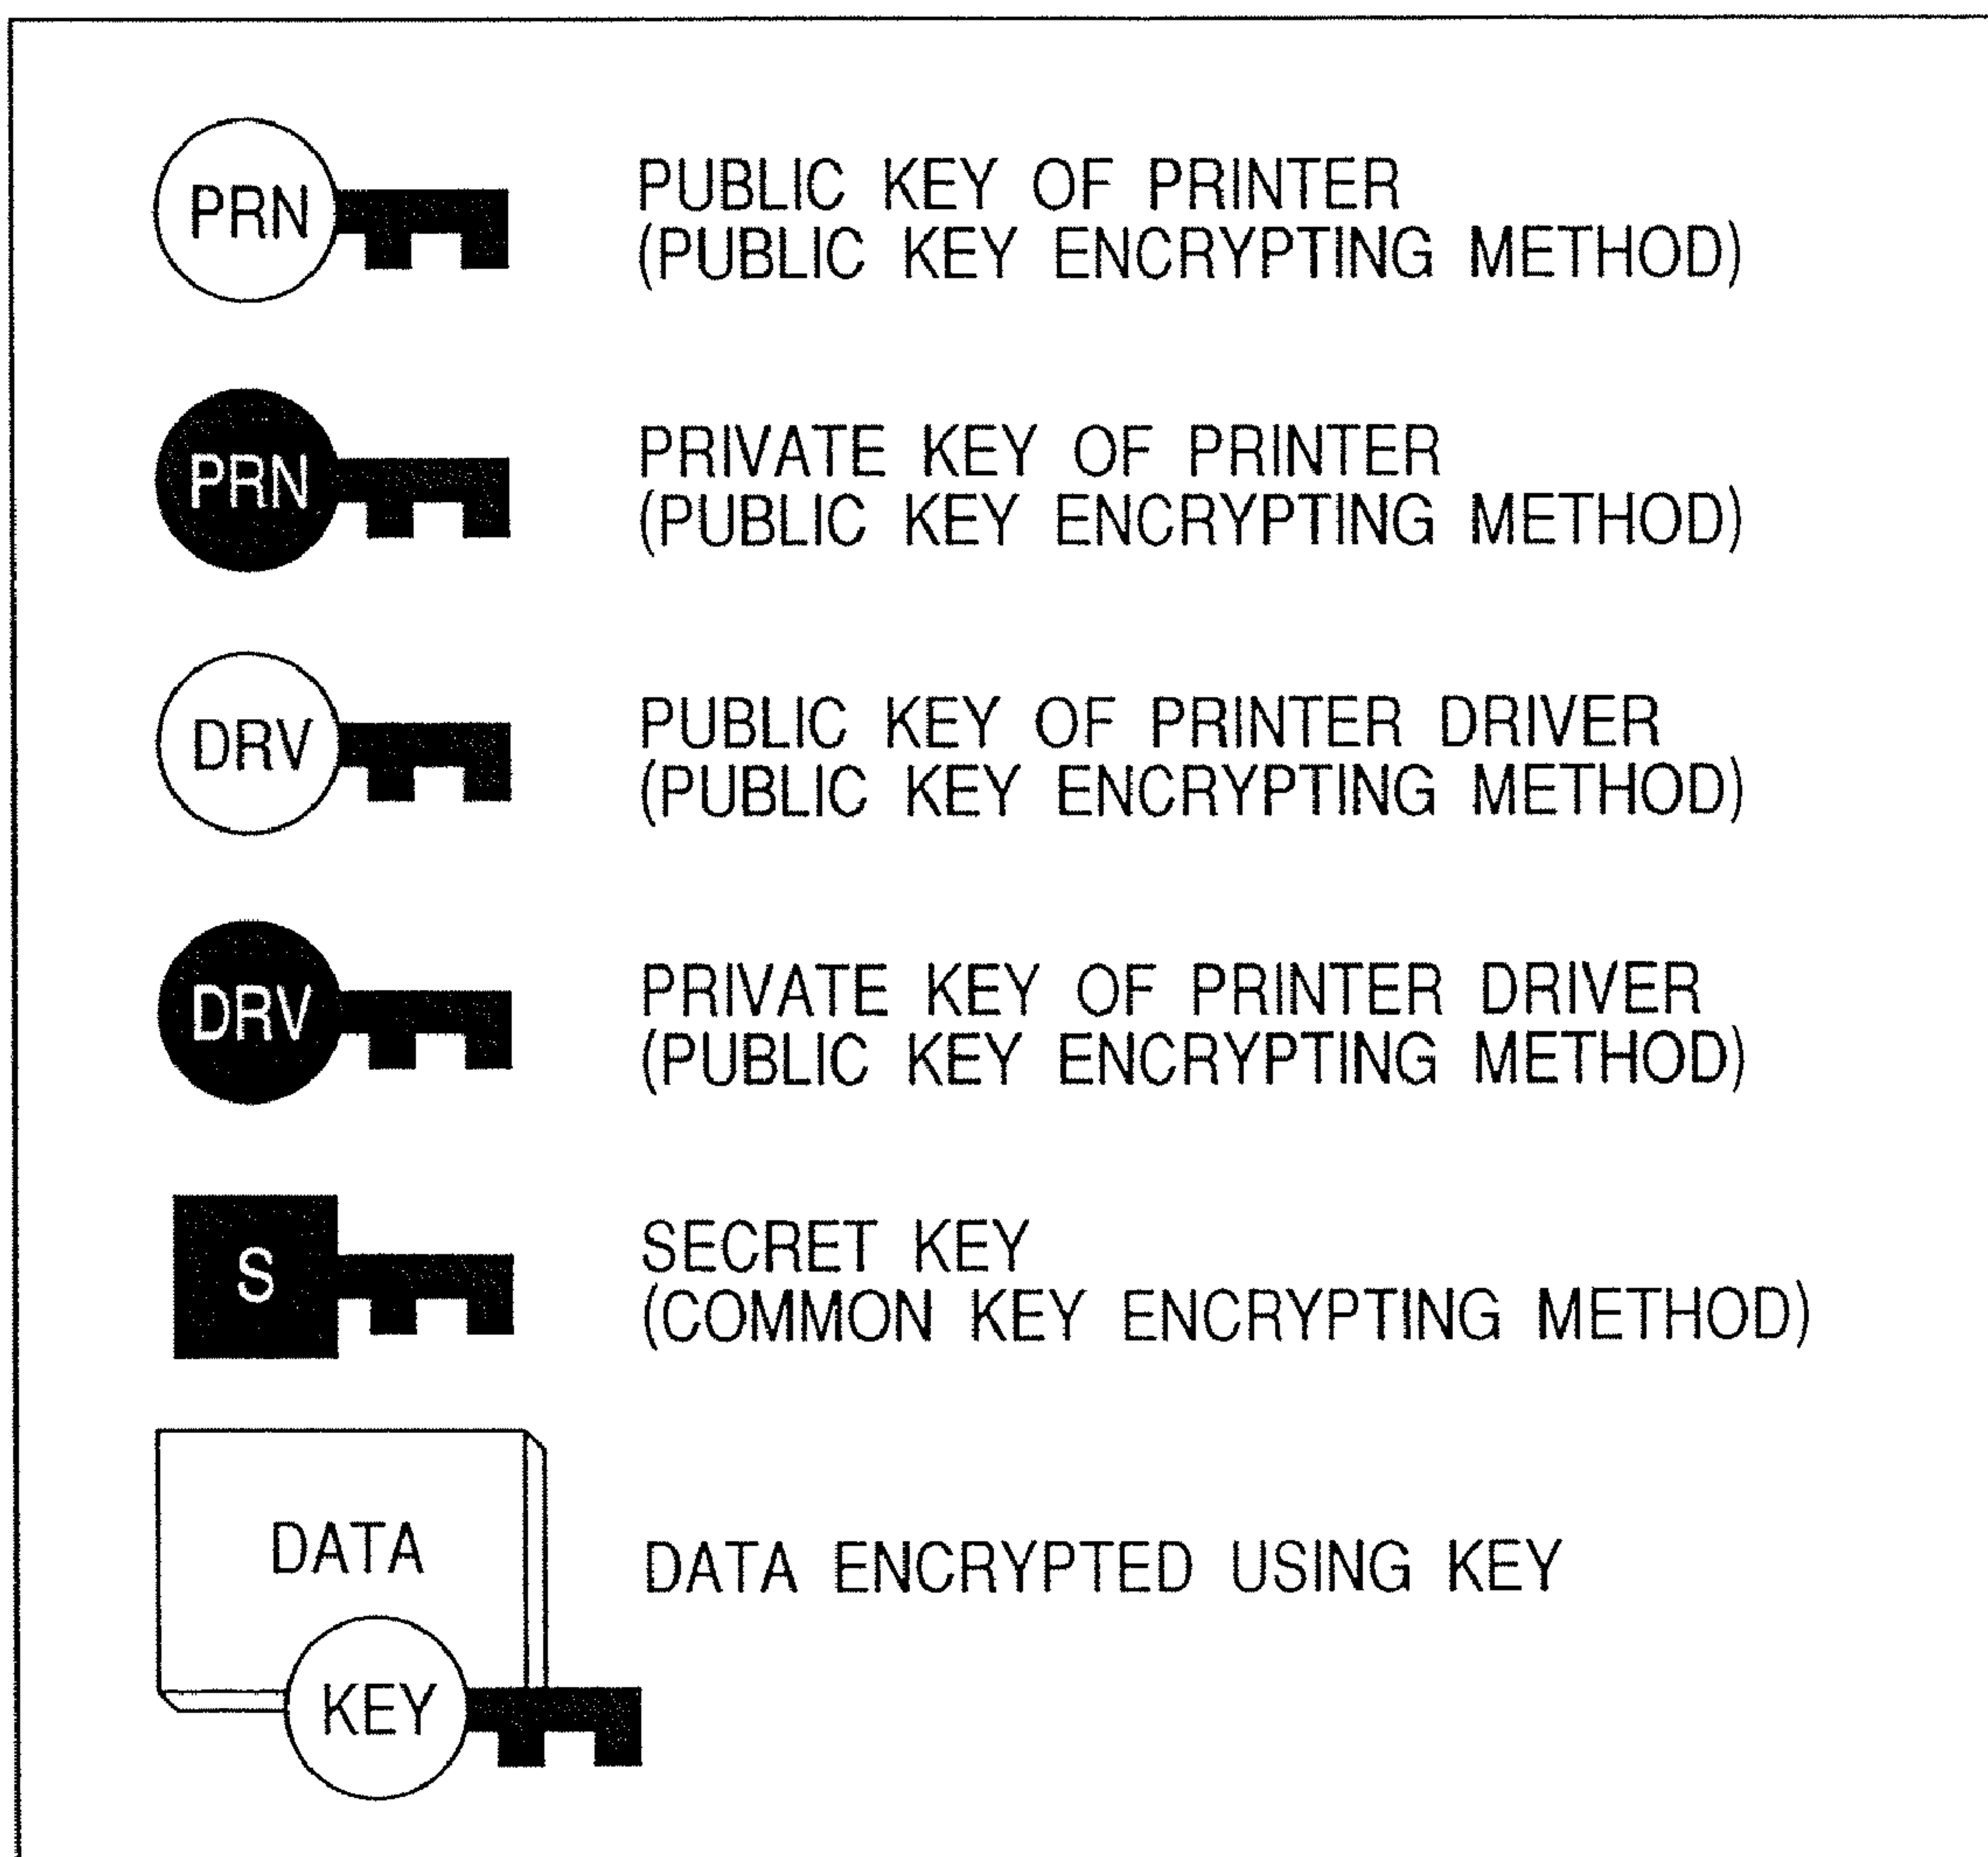 PRN
PUBLIC KEY OF PRINTER
(PUBLIC KEY ENCRYPTING METHOD)
PRN
PRIVATE KEY OF PRINTER
(PUBLIC KEY ENCRYPTING METHOD)
DRV
PUBLIC KEY OF PRINTER DRIVER
(PUBLIC KEY ENCRYPTING METHOD)
DRV
PRIVATE KEY OF PRINTER DRIVER
(PUBLIC KEY ENCRYPTING METHOD)
S
SECRET KEY
(COMMON KEY ENCRYPTING METHOD)
DATA
DATA ENCRYPTED USING KEY
KEY